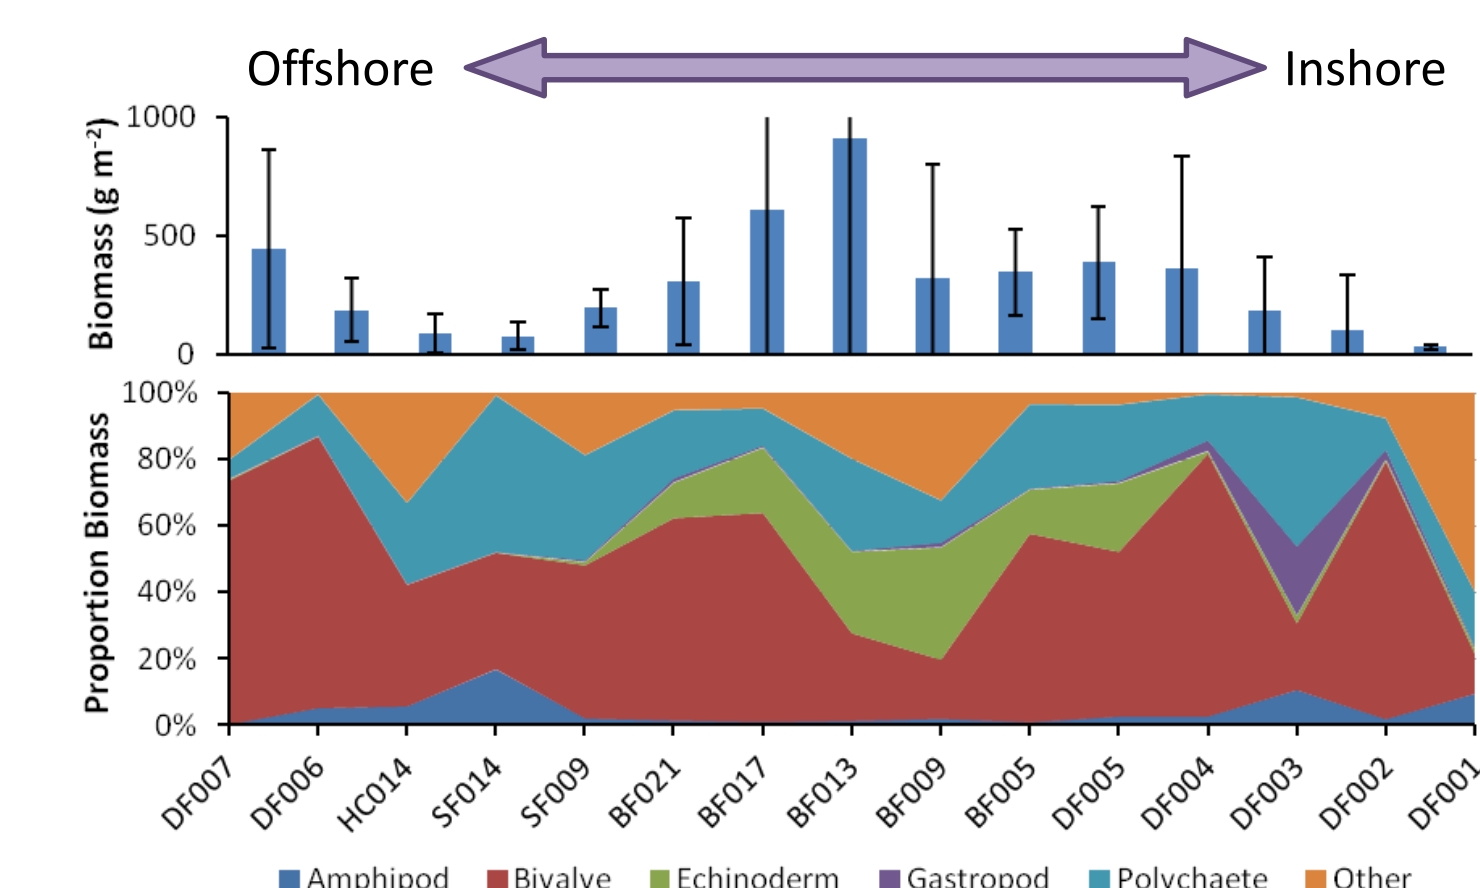 Offshore Inshore
Biomass (g m⁻²)
1000
500
0
Proportion Biomass
100%
80%
60%
40%
20%
0%
DF007 DF006 HC014 SF014 SF009 BF021 BF017 BF013 BF009 BF005 DF005 DF004 DF003 DF002 DF001
Amphipod Bivalve Echinoderm Gastropod Polychaete Other